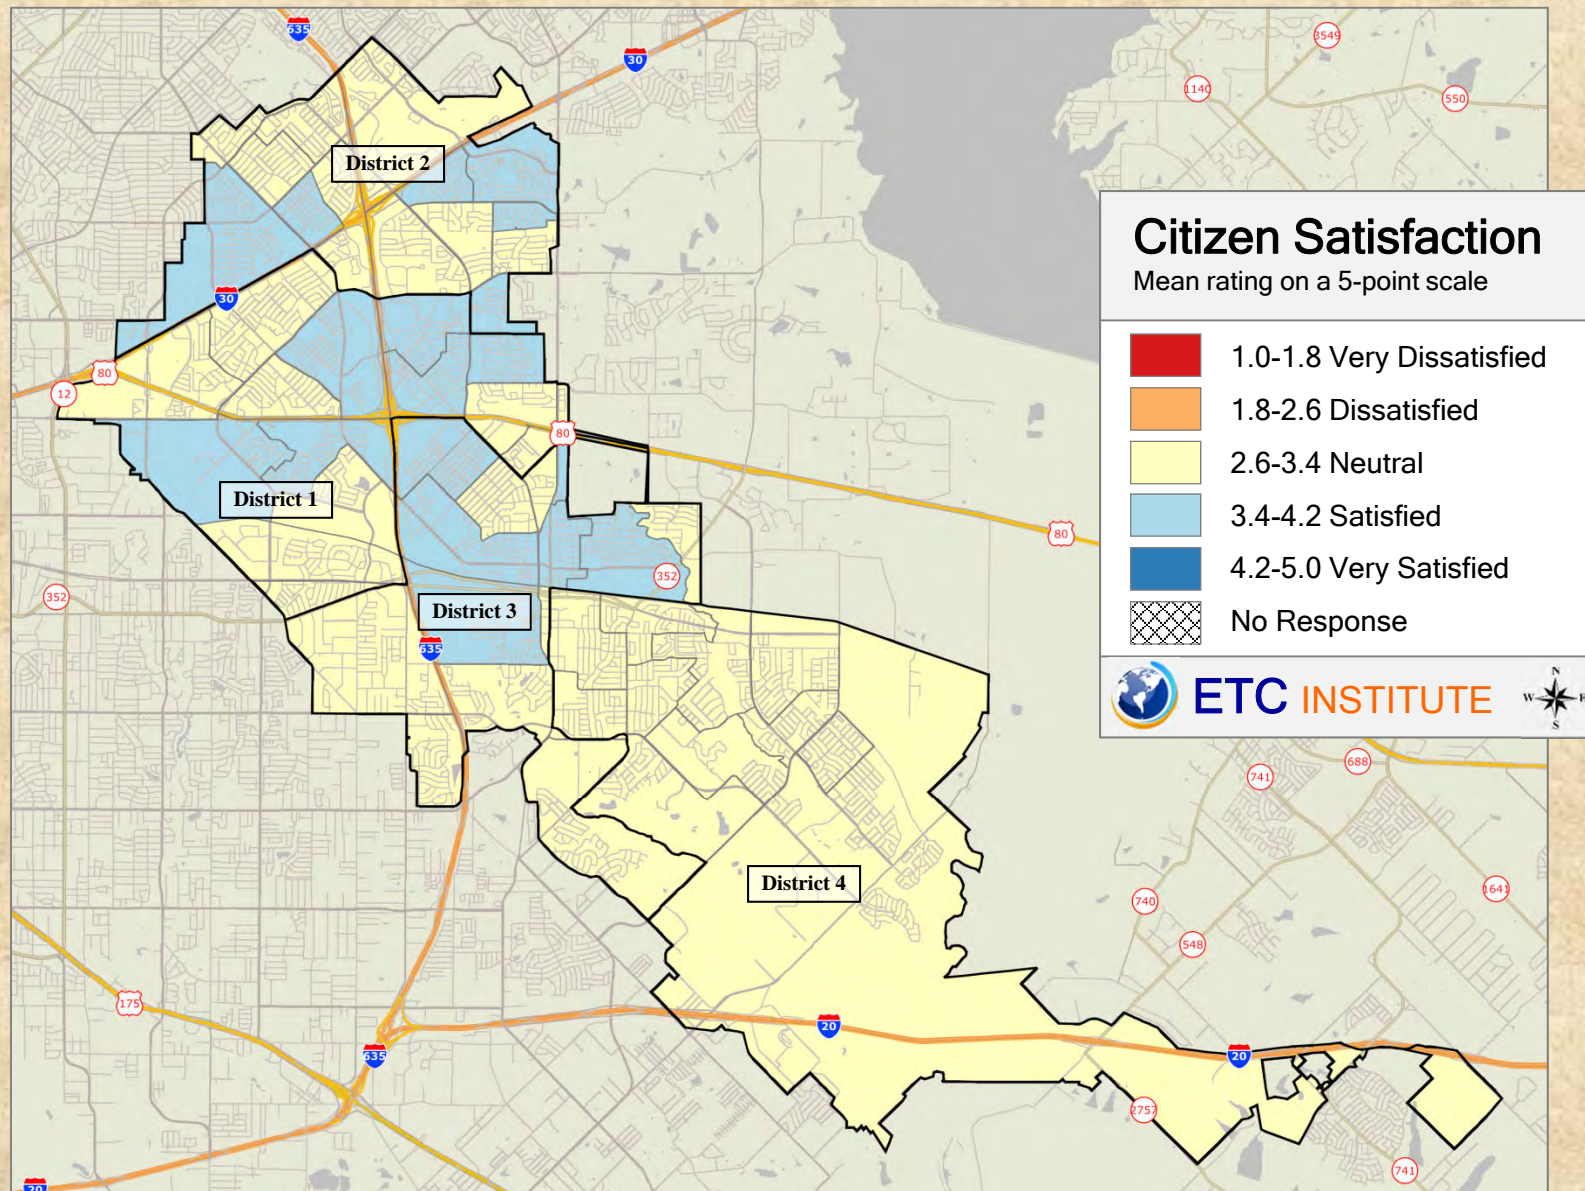 635
30
3549
1140
550
District 2
Citizen Satisfaction
Mean rating on a 5-point scale
30
1.0-1.8 Very Dissatisfied
80
12
1.8-2.6 Dissatisfied
80
2.6-3.4 Neutral
District 1
3.4-4.2 Satisfied
80
352
4.2-5.0 Very Satisfied
352
District 3
No Response
635
ETC INSTITUTE
N
W E
S
688
741
District 4
1641
740
548
175
20
635
20
2757
741
20